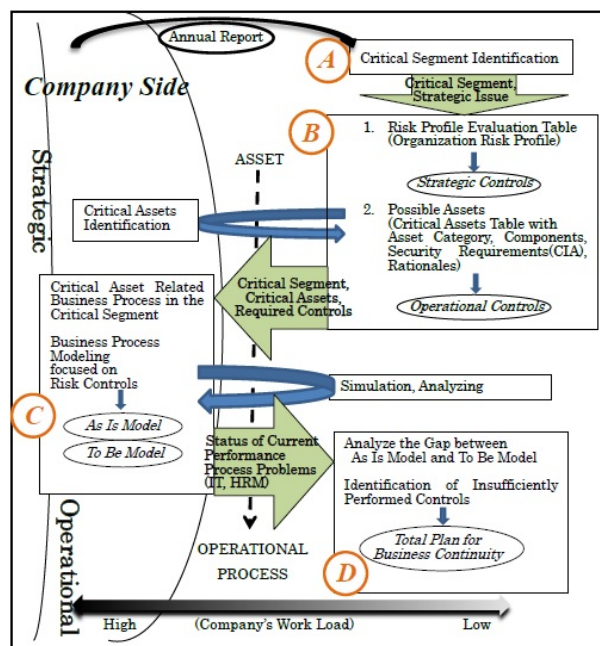 Annual Report
A
Critical Segment Identification
Company Side
Critical Segment,
Strategic Issue
B
1. Risk Profile Evaluation Table
(Organization Risk Profile)
Strategic Controls
2. Possible Assets
(Critical Assets Table with
Asset Category, Components,
Security Requirements(CIA),
Rationales)
Operational Controls
ASSET
Strategic
Critical Assets
Identification
Critical Segment,
Critical Assets,
Required Controls
Critical Asset Related
Business Process in the
Critical Segment
Business Process
Modeling
focused on
Risk Controls
C
As Is Model
To Be Model
Simulation, Analyzing
Status of Current
Performance
Process Problems
(IT, HRM)
Analyze the Gap between
As Is Model and To Be Model
Identification of Insufficiently
Performed Controls
Total Plan for
Business Continuity
D
Operational
OPERATIONAL
PROCESS
High (Company's Work Load) Low